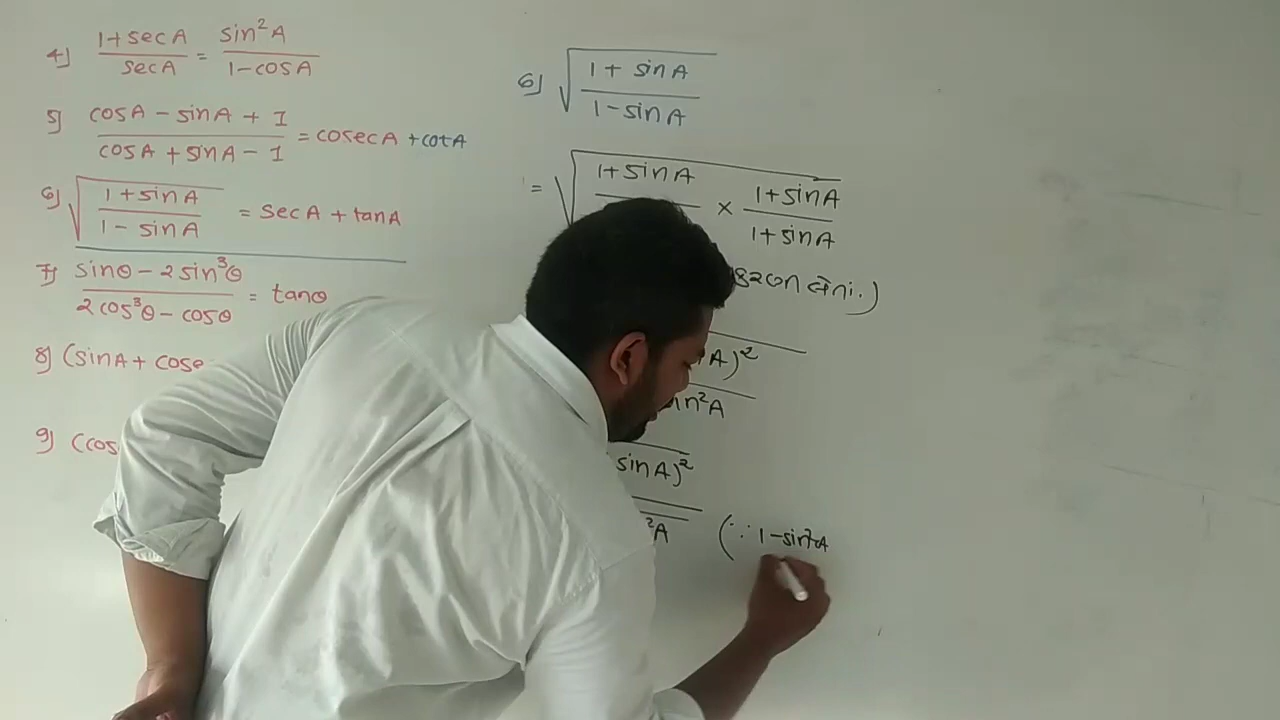 4) (1+secA)/secA = sin²A/(1-cosA)
5) (cosA - sinA + 1)/(cosA + sinA - 1) = cosecA + cotA
6) √((1+sinA)/(1-sinA)) = secA + tanA
7) (sinθ - 2sin³θ)/(2cos³θ - cosθ) = tanθ
8) (sinA + cose
9) (cos
6) √((1+sinA)/(1-sinA))
= √(1+sinA × (1+sinA)/(1+sinA))
A)²
in²A
sinA)²
²A (∵ 1-sin²A